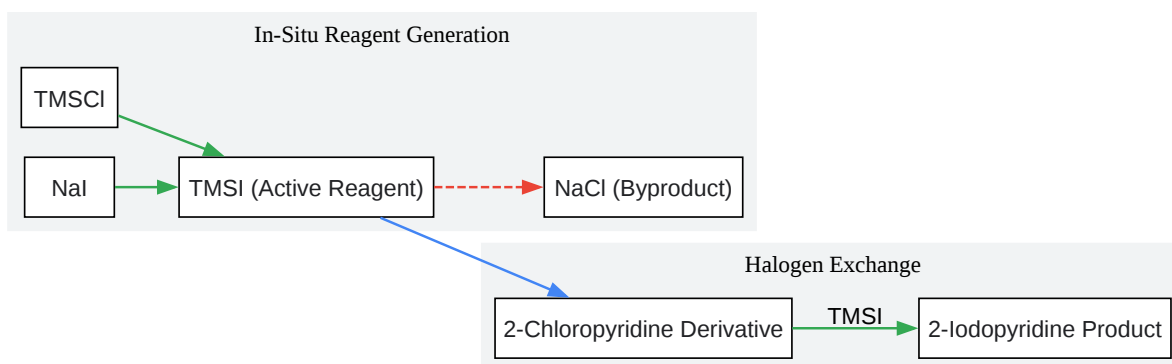 In-Situ Reagent Generation
TMSCl
NaI
TMSI (Active Reagent)
NaCl (Byproduct)
Halogen Exchange
2-Chloropyridine Derivative
TMSI
2-Iodopyridine Product